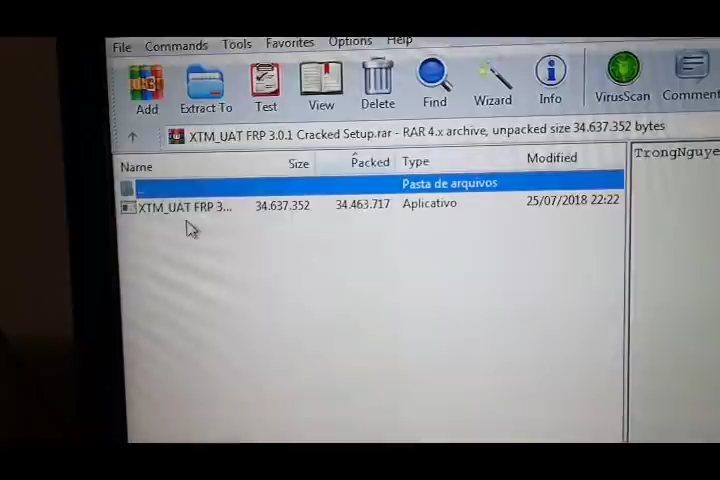 File Commands Tools Favorites Options Help
Add Extract To Test View Delete Find Wizard Info VirusScan Comment
XTM_UAT FRP 3.0.1 Cracked Setup.rar - RAR 4.x archive, unpacked size 34.637.352 bytes
Name Size Packed Type Modified
TrongNguye
.. Pasta de arquivos
XTM_UAT FRP 3... 34.637.352 34.463.717 Aplicativo 25/07/2018 22:22